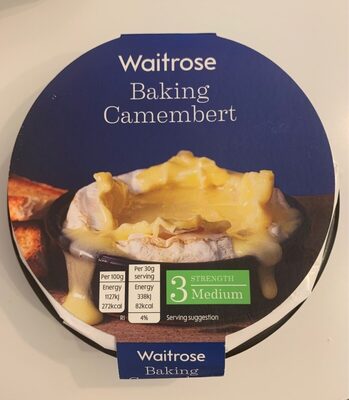 Waitrose
Baking
Camembert
Per 100g
Energy
1127kJ
272kcal
Per 30g
serving
Energy
338kJ
82kcal
RI
4%
3
STRENGTH
Medium
Serving suggestion
Waitrose
Baking